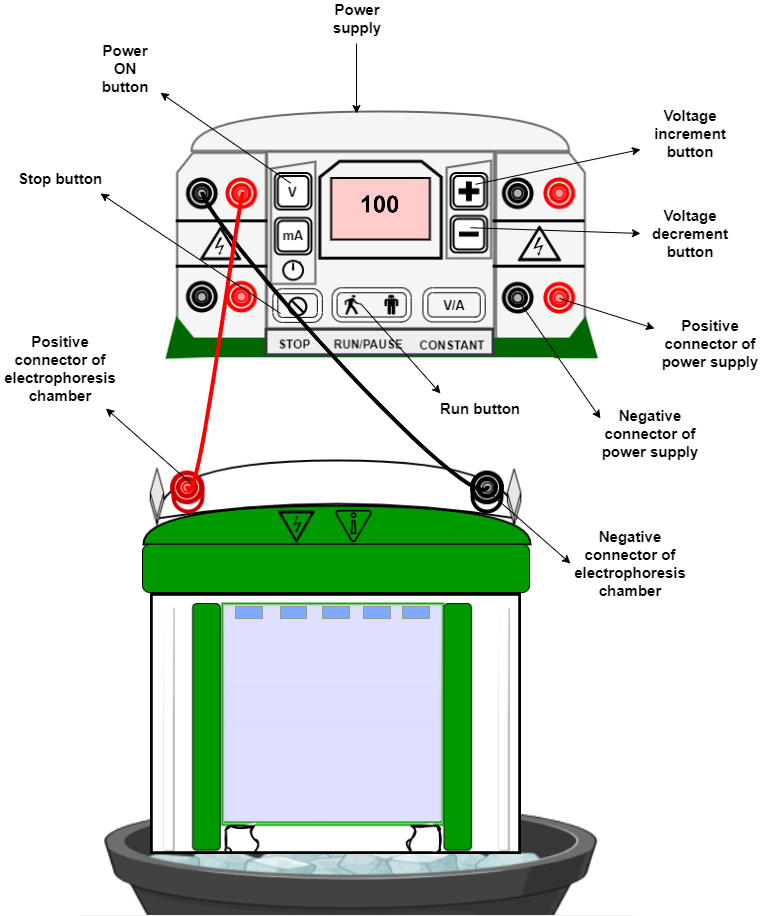 Power
supply
Power
ON
button
Voltage
increment
button
Stop button
V
100
mA
Voltage
decrement
button
V/A
STOP
RUN/PAUSE
CONSTANT
Positive
connector of
electrophoresis
chamber
Positive
connector of
power supply
Run button
Negative
connector of
power supply
i
Negative
connector of
electrophoresis
chamber